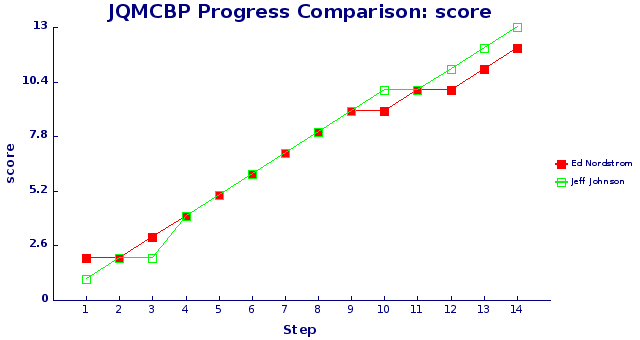 JQMCBP Progress Comparison: score
13
10.4
7.8
5.2
2.6
0
score
1 2 3 4 5 6 7 8 9 10 11 12 13 14
Step
Ed Nordstrom
Jeff Johnson